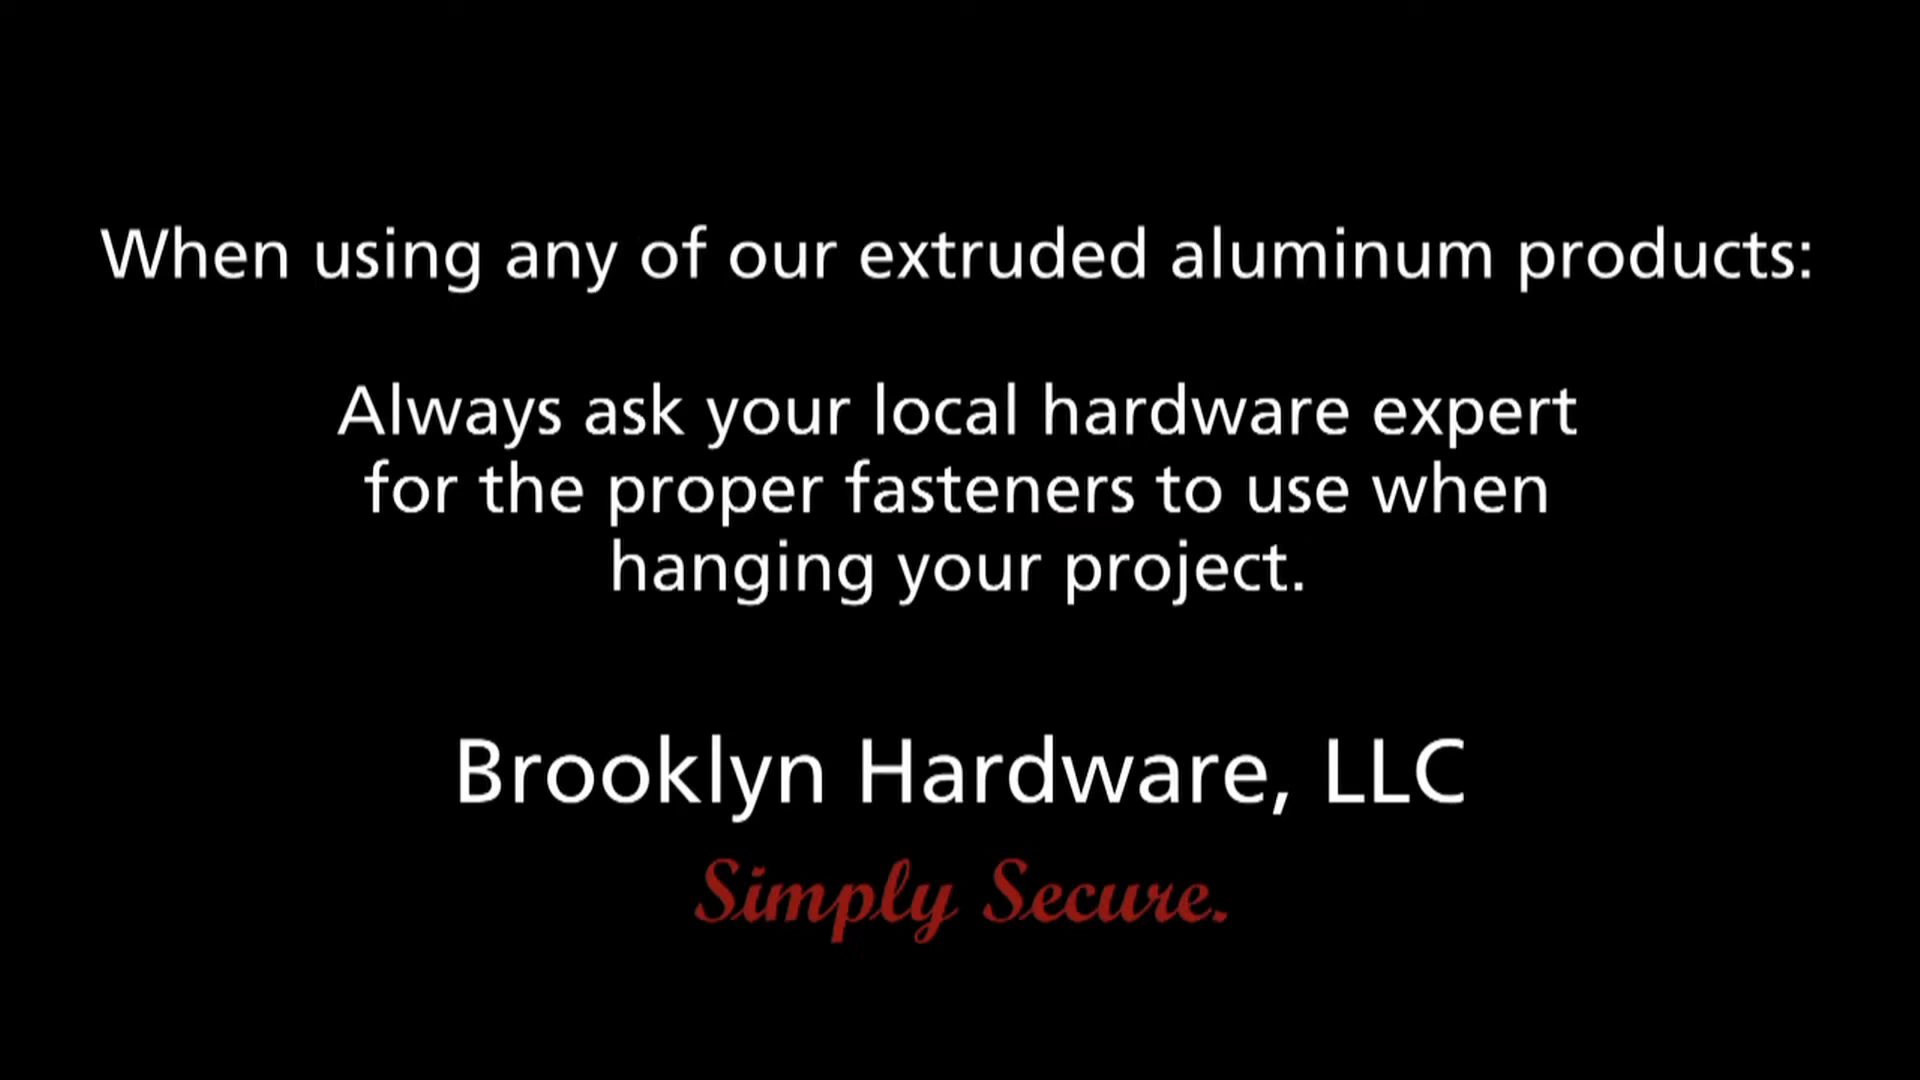 When using any of our extruded aluminum products:
Always ask your local hardware expert
for the proper fasteners to use when
hanging your project.
Brooklyn Hardware, LLC
Simply Secure.